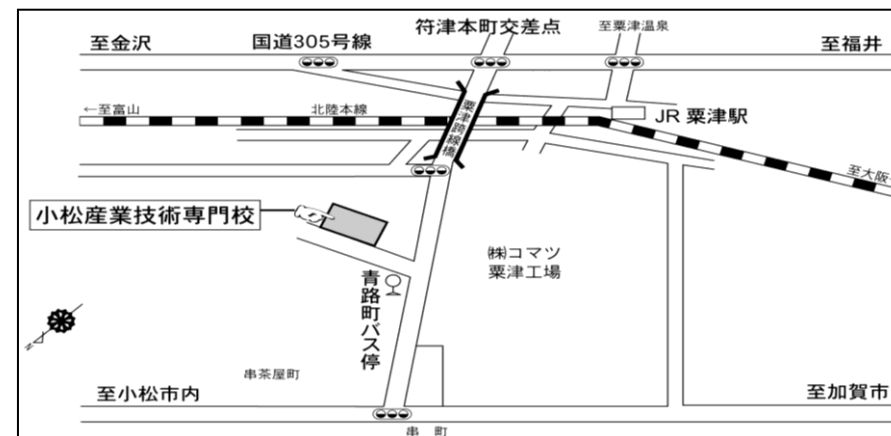 符津本町交差点
至粟津温泉
至金沢
国道305号線
至福井
←至富山
北陸本線
粟津跨線橋
JR 粟津駅
至大阪
小松産業技術専門校
㈱コマツ
粟津工場
青路町バス停
N
串茶屋町
至小松市内
至加賀市
串 町